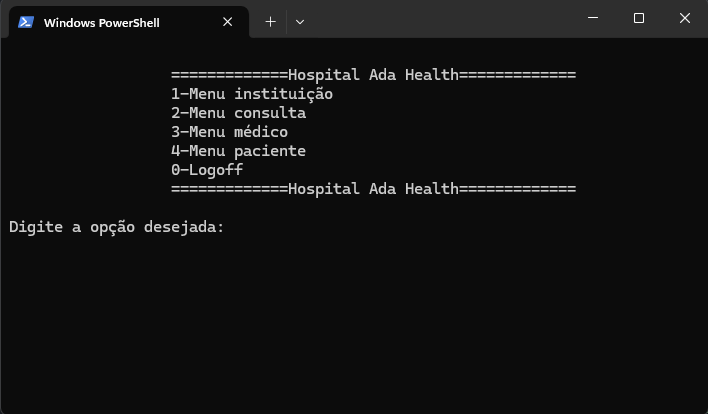 Windows PowerShell
=============Hospital Ada Health=============
1-Menu instituição
2-Menu consulta
3-Menu médico
4-Menu paciente
0-Logoff
=============Hospital Ada Health=============
Digite a opção desejada: